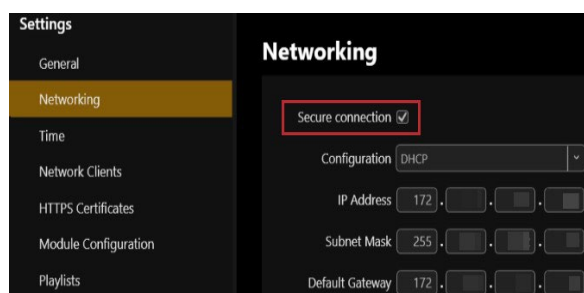 Settings
General
Networking
Time
Network Clients
HTTPS Certificates
Module Configuration
Playlists
Networking
Secure connection
Configuration DHCP
IP Address 172 . . .
Subnet Mask 255 . . .
Default Gateway 172 . . .